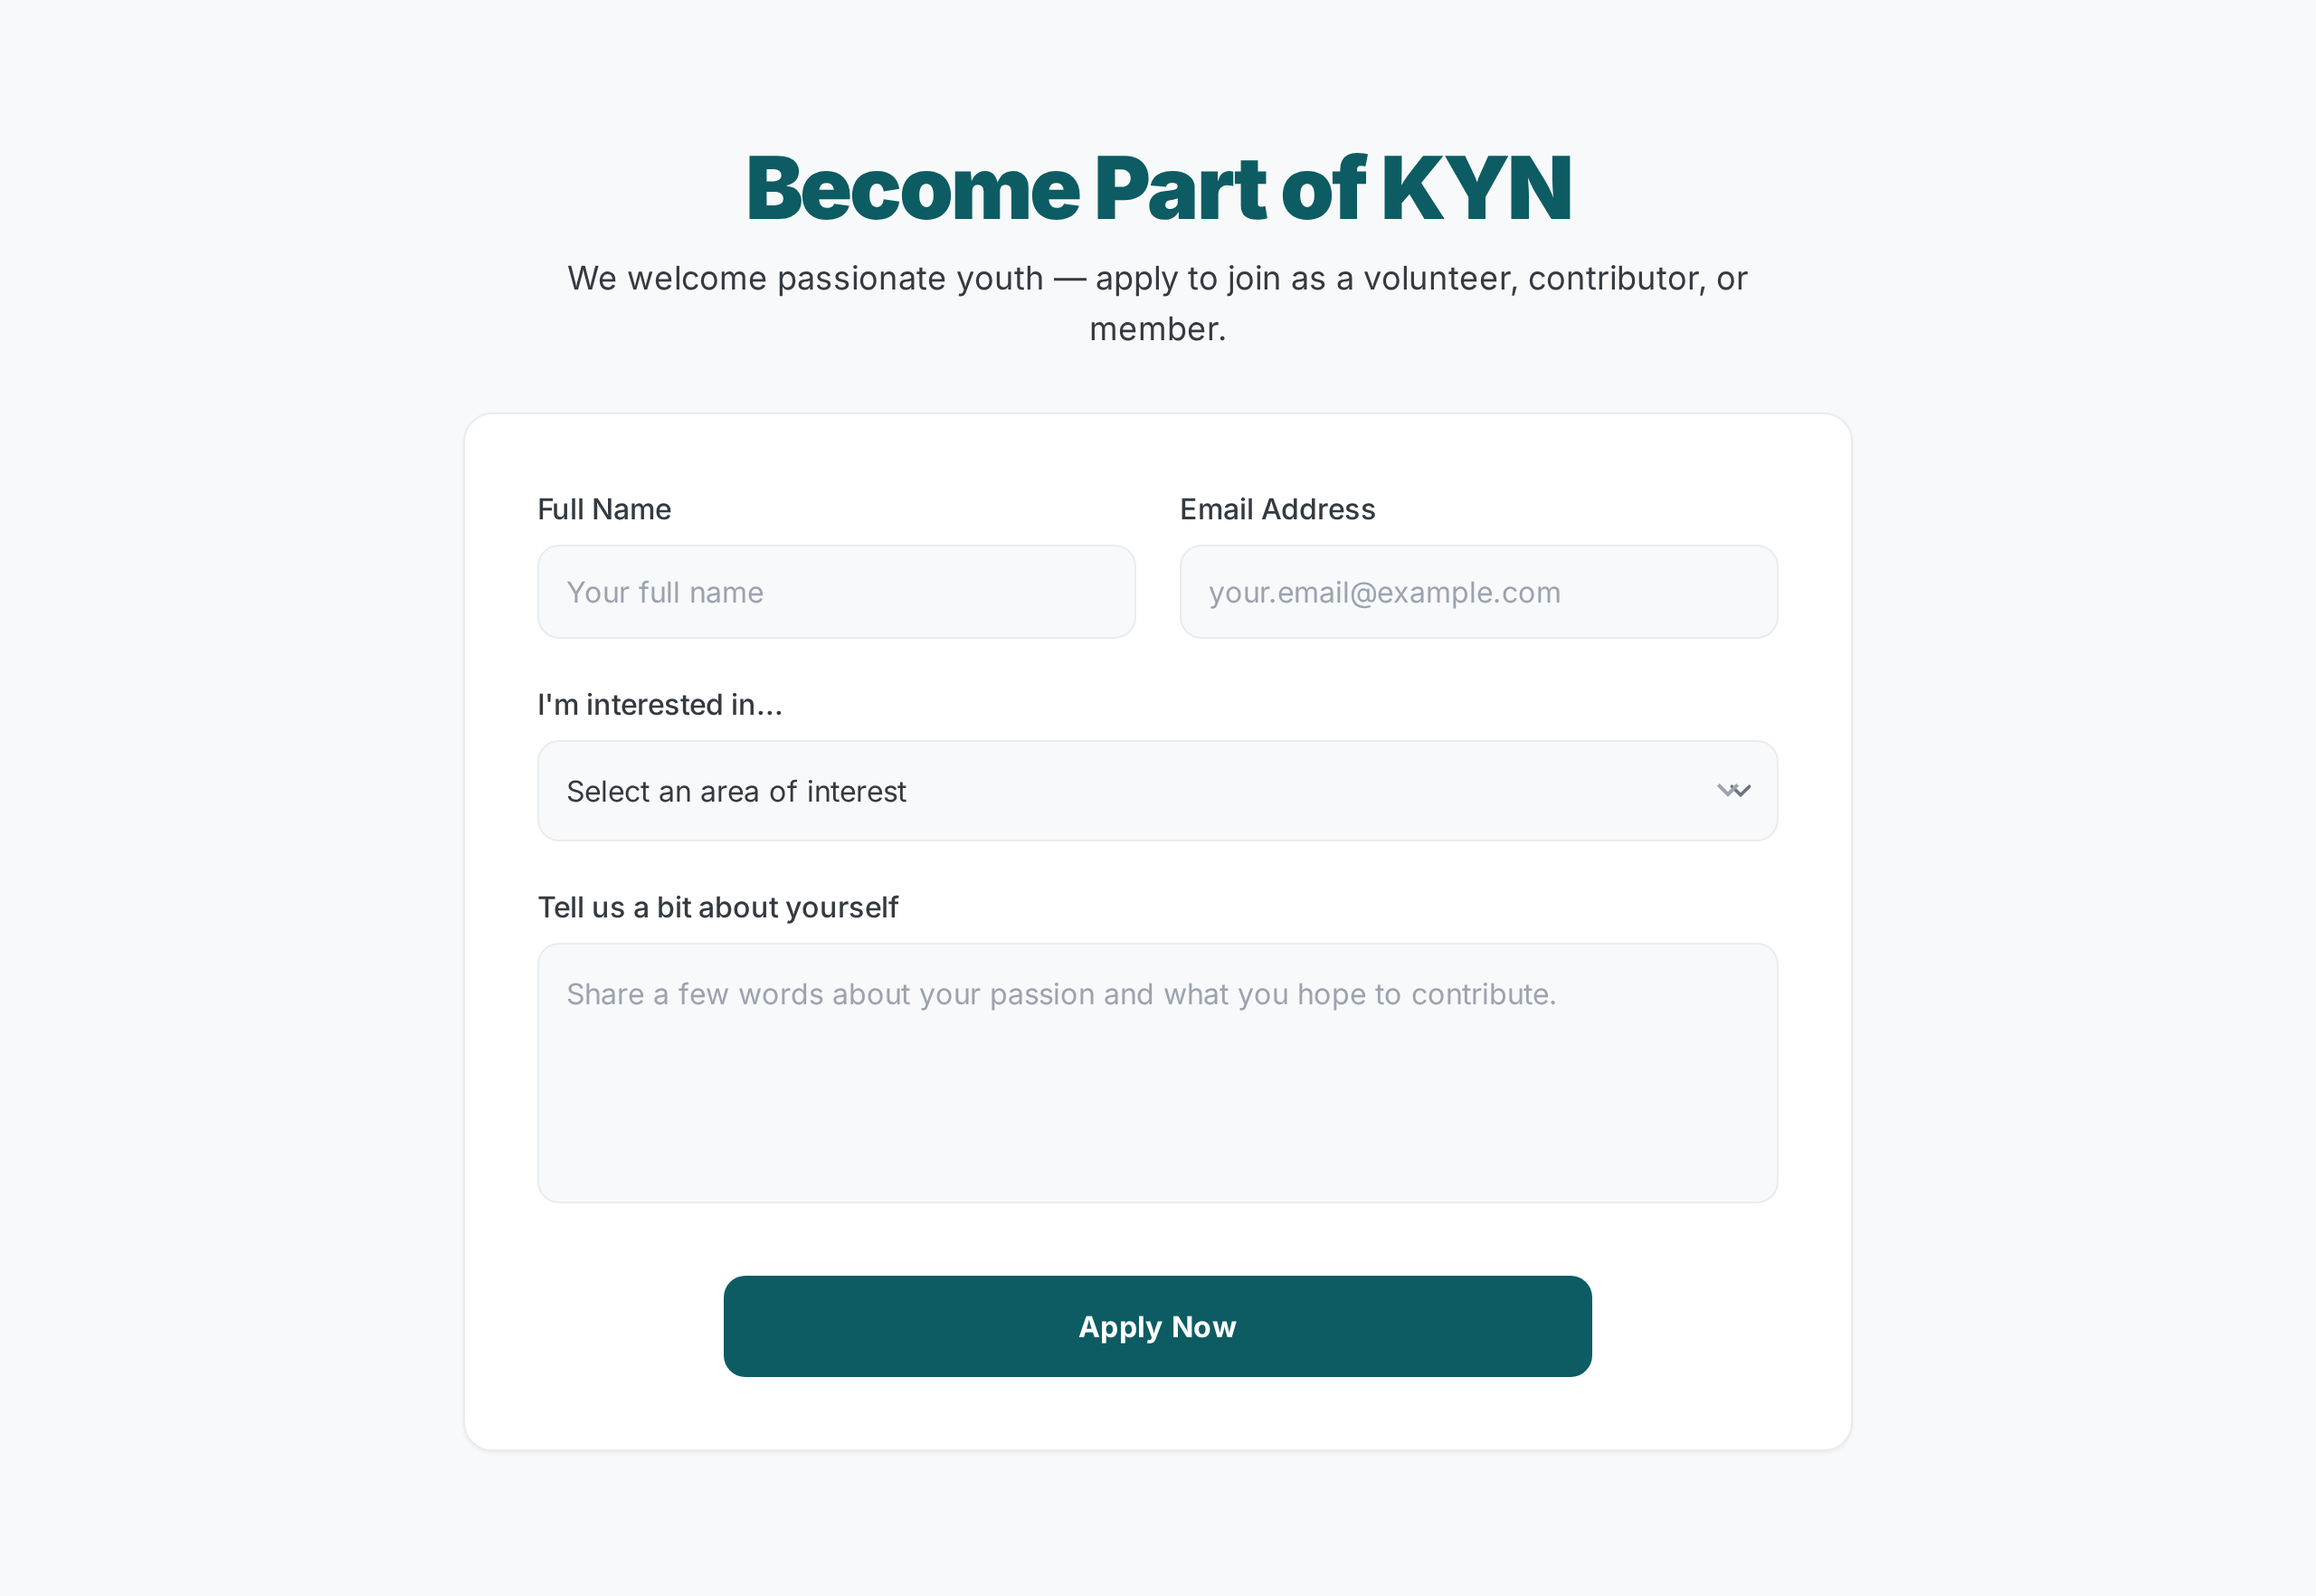 Become Part of KYN
We welcome passionate youth — apply to join as a volunteer, contributor, or
member.
Full Name
Email Address
Your full name
your.email@example.com
I'm interested in...
Select an area of interest
Tell us a bit about yourself
Share a few words about your passion and what you hope to contribute.
Apply Now